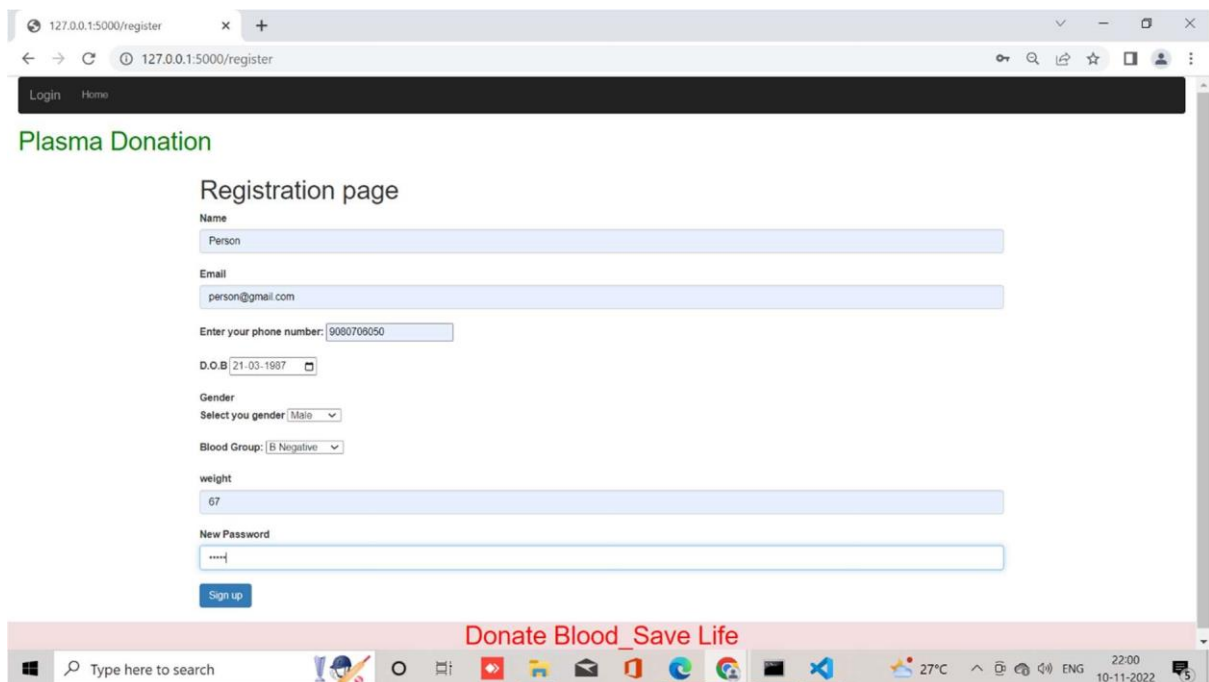 127.0.0.1:5000/register
127.0.0.1:5000/register
Login Home
Plasma Donation
Registration page
Name
Person
Email
person@gmail.com
Enter your phone number: 9080706050
D.O.B 21-03-1987
Gender
Select you gender Male
Blood Group: B Negative
weight
67
New Password
•••••
Sign up
Donate Blood_Save Life
Type here to search 27°C ENG 22:00
10-11-2022 5